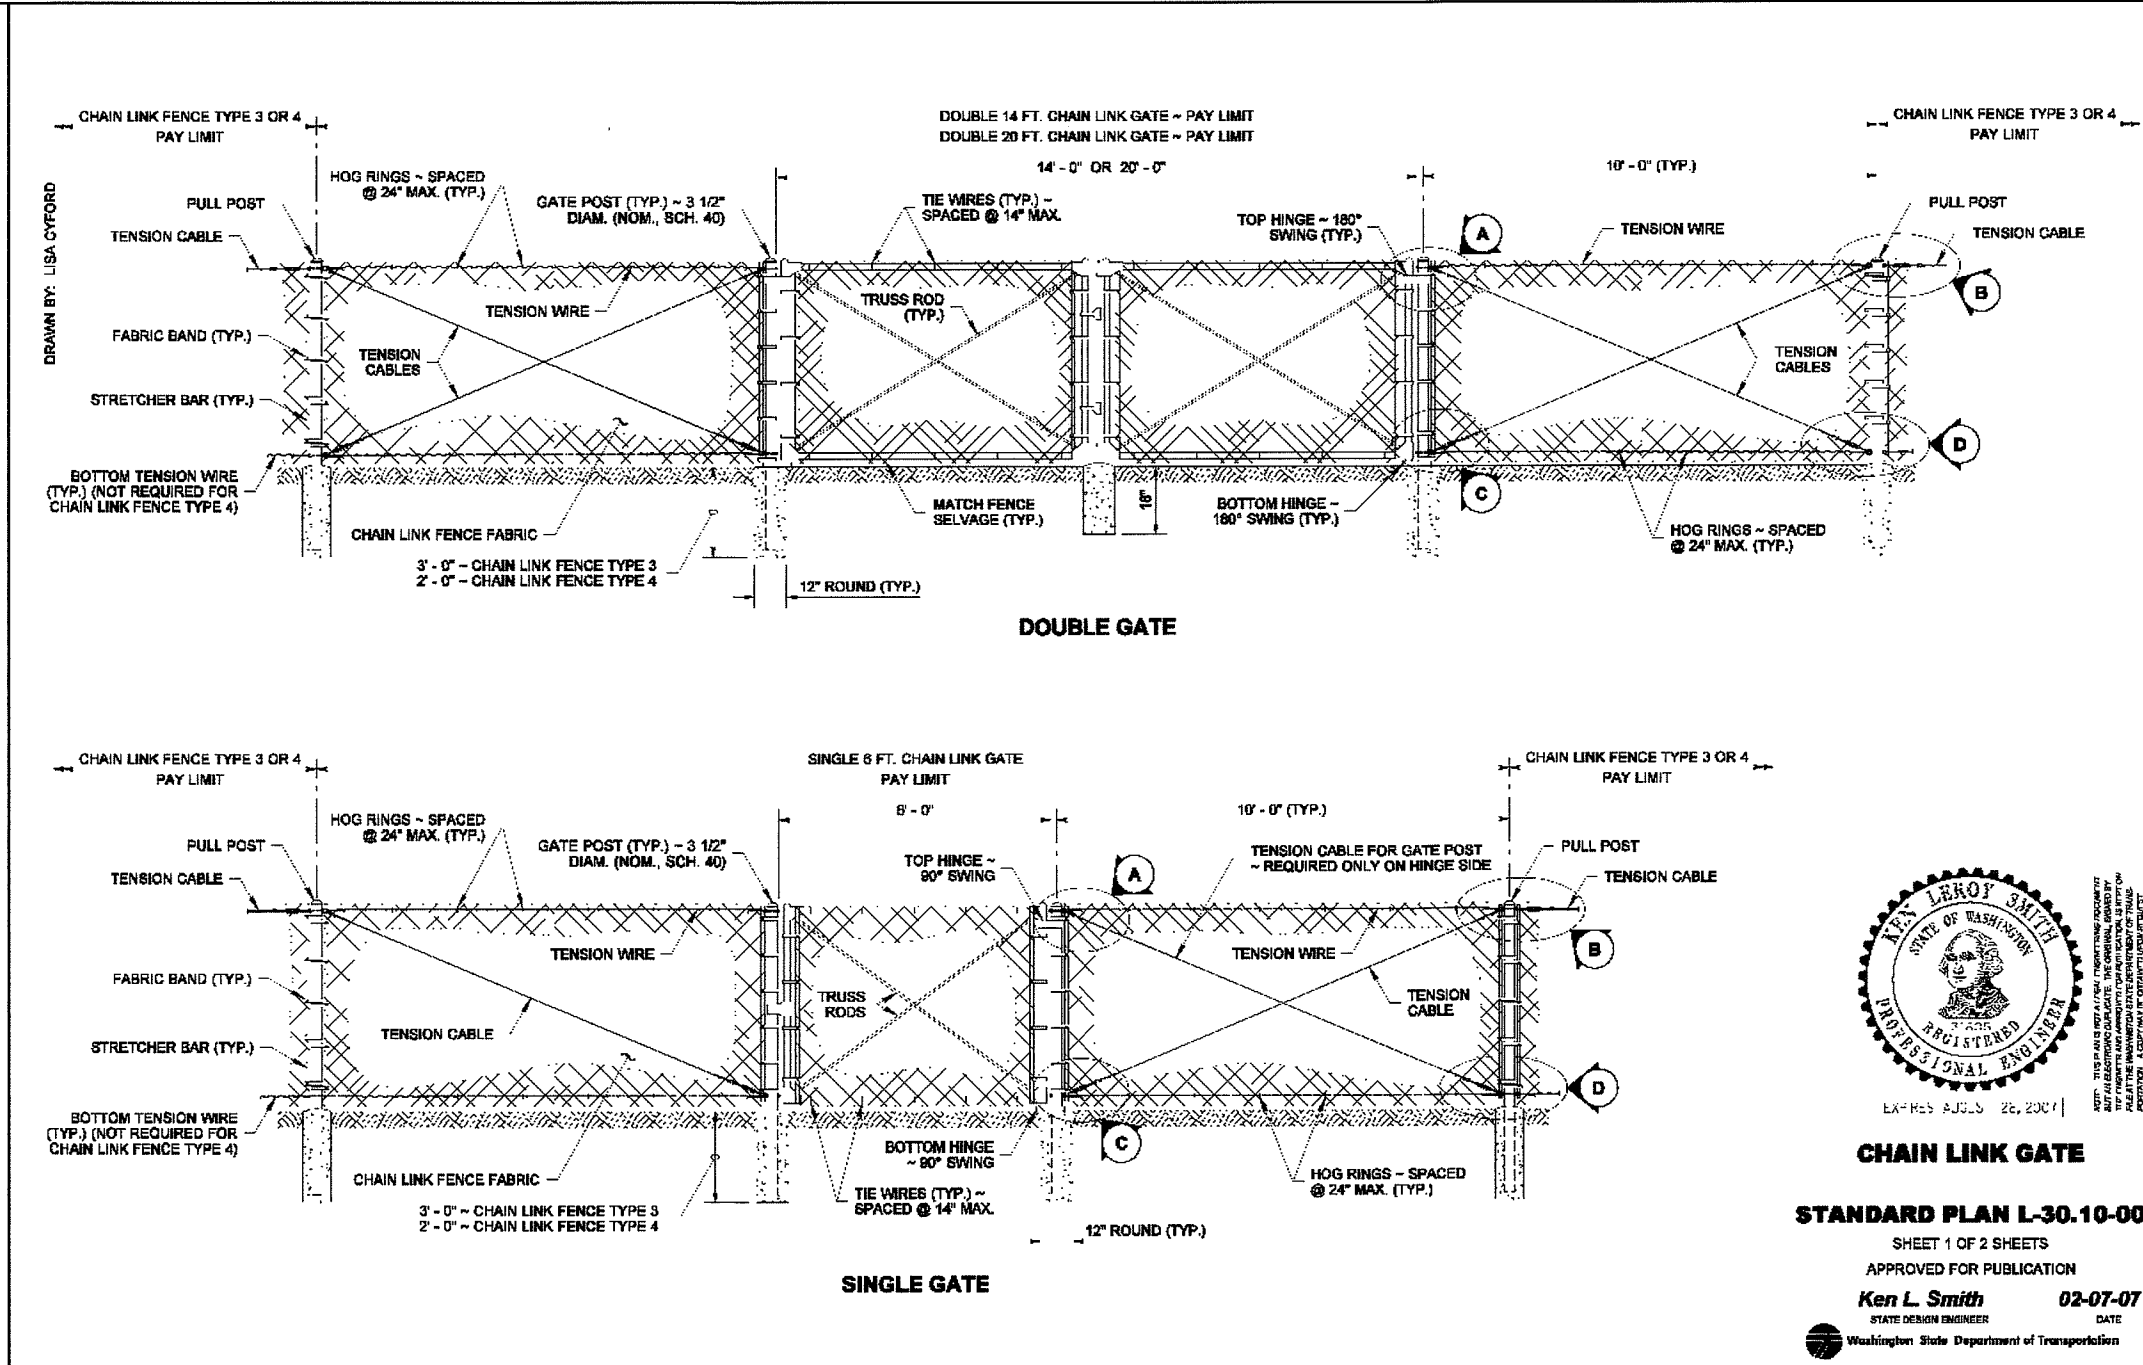 DRAWN BY: LISA CYFORD
CHAIN LINK FENCE TYPE 3 OR 4
PAY LIMIT
DOUBLE 14 FT. CHAIN LINK GATE ~ PAY LIMIT
DOUBLE 20 FT. CHAIN LINK GATE ~ PAY LIMIT
14' - 0" OR 20' - 0"
CHAIN LINK FENCE TYPE 3 OR 4
PAY LIMIT
10' - 0" (TYP.)
HOG RINGS ~ SPACED
@ 24" MAX. (TYP.)
PULL POST
TENSION CABLE
GATE POST (TYP.) ~ 3 1/2"
DIAM. (NOM., SCH. 40)
TIE WIRES (TYP.) ~
SPACED @ 14" MAX.
TOP HINGE ~ 180°
SWING (TYP.)
A
TENSION WIRE
PULL POST
TENSION CABLE
B
TENSION WIRE
TRUSS ROD
(TYP.)
FABRIC BAND (TYP.)
TENSION
CABLES
TENSION
CABLES
STRETCHER BAR (TYP.)
D
BOTTOM TENSION WIRE
(TYP.) (NOT REQUIRED FOR
CHAIN LINK FENCE TYPE 4)
CHAIN LINK FENCE FABRIC
MATCH FENCE
SELVAGE (TYP.)
18"
BOTTOM HINGE ~
180° SWING (TYP.)
C
HOG RINGS ~ SPACED
@ 24" MAX. (TYP.)
3' - 0" ~ CHAIN LINK FENCE TYPE 3
2' - 0" ~ CHAIN LINK FENCE TYPE 4
12" ROUND (TYP.)
DOUBLE GATE
CHAIN LINK FENCE TYPE 3 OR 4
PAY LIMIT
SINGLE 6 FT. CHAIN LINK GATE
PAY LIMIT
6' - 0"
10' - 0" (TYP.)
CHAIN LINK FENCE TYPE 3 OR 4
PAY LIMIT
HOG RINGS ~ SPACED
@ 24" MAX. (TYP.)
PULL POST
TENSION CABLE
GATE POST (TYP.) ~ 3 1/2"
DIAM. (NOM., SCH. 40)
TOP HINGE ~
90° SWING
A
TENSION CABLE FOR GATE POST
~ REQUIRED ONLY ON HINGE SIDE
PULL POST
TENSION CABLE
B
TENSION WIRE
TENSION WIRE
FABRIC BAND (TYP.)
TRUSS
RODS
TENSION
CABLE
TENSION CABLE
STRETCHER BAR (TYP.)
D
BOTTOM TENSION WIRE
(TYP.) (NOT REQUIRED FOR
CHAIN LINK FENCE TYPE 4)
BOTTOM HINGE
~ 90° SWING
C
CHAIN LINK FENCE FABRIC
TIE WIRES (TYP.) ~
SPACED @ 14" MAX.
HOG RINGS ~ SPACED
@ 24" MAX. (TYP.)
3' - 0" ~ CHAIN LINK FENCE TYPE 3
2' - 0" ~ CHAIN LINK FENCE TYPE 4
12" ROUND (TYP.)
SINGLE GATE
KEN LEROY SMITH
STATE OF WASHINGTON
REGISTERED
PROFESSIONAL ENGINEER
CHAIN LINK GATE
STANDARD PLAN L-30.10-00
SHEET 1 OF 2 SHEETS
APPROVED FOR PUBLICATION
Ken L. Smith 02-07-07
STATE DESIGN ENGINEER DATE
Washington State Department of Transportation